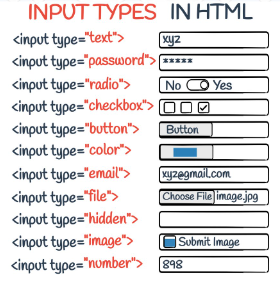 INPUT TYPES IN HTML
<input type="text"> xyz
<input type="password"> *****
<input type="radio"> No Yes
<input type="checkbox">
<input type="button"> Button
<input type="color">
<input type="email"> xyz@gmail.com
<input type="file"> Choose File image.jpg
<input type="hidden">
<input type="image"> Submit Image
<input type="number"> 898